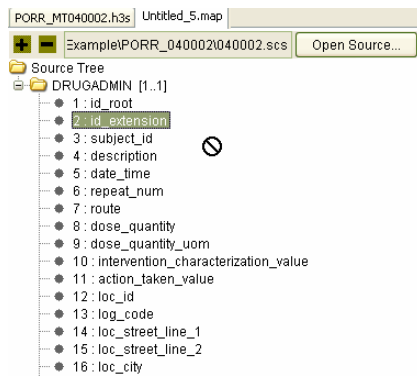 PORR_MT040002.h3s Untitled_5.map
Example\PORR_040002\040002.scs Open Source...
Source Tree
DRUGADMIN [1..1]
1 : id_root
2 : id_extension
3 : subject_id
4 : description
5 : date_time
6 : repeat_num
7 : route
8 : dose_quantity
9 : dose_quantity_uom
10 : intervention_characterization_value
11 : action_taken_value
12 : loc_id
13 : log_code
14 : loc_street_line_1
15 : loc_street_line_2
16 : loc_city